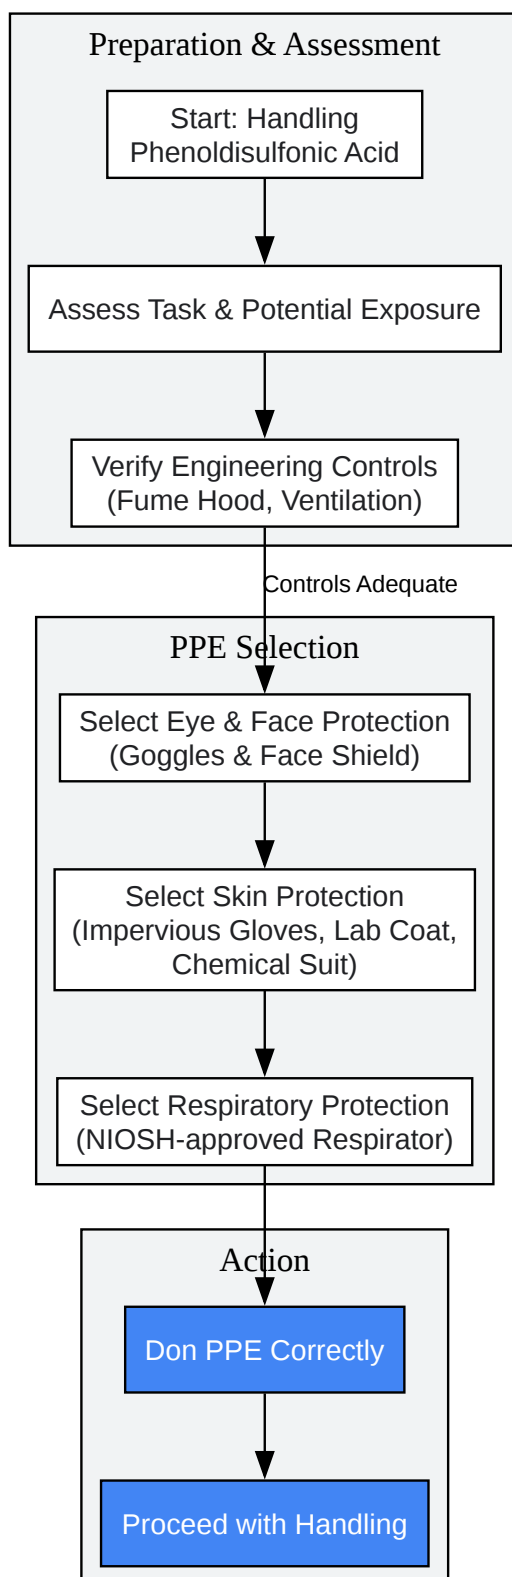 Preparation & Assessment
Start: Handling
Phenoldisulfonic Acid
Assess Task & Potential Exposure
Verify Engineering Controls
(Fume Hood, Ventilation)
Controls Adequate
PPE Selection
Select Eye & Face Protection
(Goggles & Face Shield)
Select Skin Protection
(Impervious Gloves, Lab Coat,
Chemical Suit)
Select Respiratory Protection
(NIOSH-approved Respirator)
Action
Don PPE Correctly
Proceed with Handling